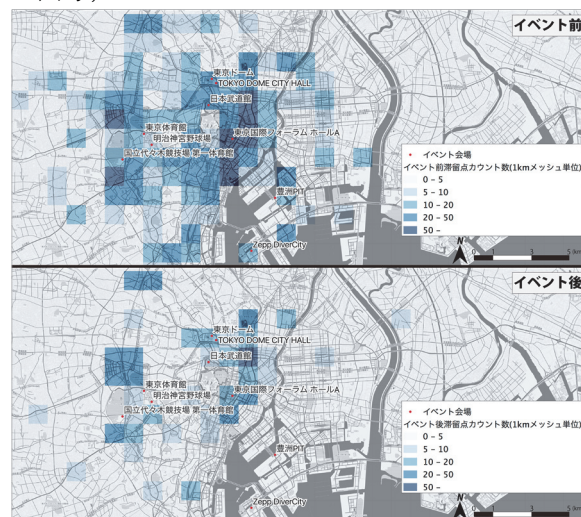 イベント前
東京ドーム
TOKYO DOME CITY HALL
日本武道館
東京体育館
明治神宮野球場
東京国際フォーラム ホールA
国立代々木競技場 第一体育館
豊洲PIT
Zepp DiverCity
イベント会場
イベント前滞留点カウント数(1kmメッシュ単位)
0 – 5
5 – 10
10 – 20
20 – 50
50 –
N
0 1 3 5 km
イベント後
東京ドーム
TOKYO DOME CITY HALL
日本武道館
東京体育館
明治神宮野球場
東京国際フォーラム ホールA
国立代々木競技場 第一体育館
豊洲PIT
Zepp DiverCity
イベント会場
イベント後滞留点カウント数(1kmメッシュ単位)
0 – 5
5 – 10
10 – 20
20 – 50
50 –
N
0 1 3 5 km